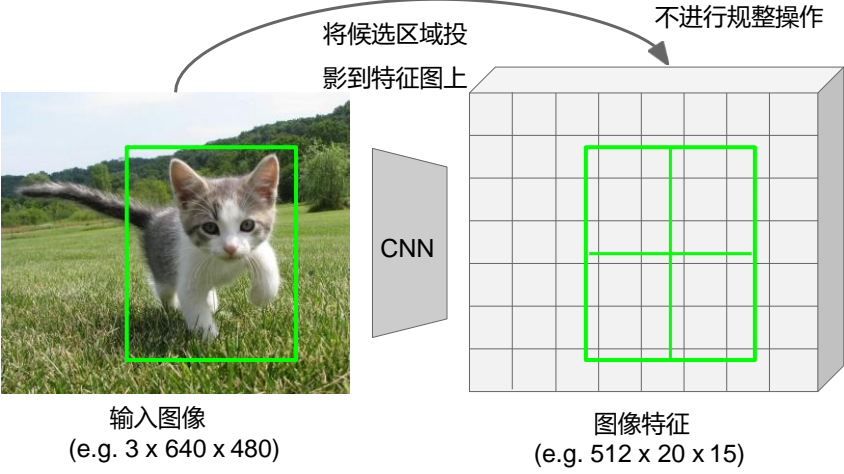 将候选区域投
影到特征图上
不进行规整操作
CNN
输入图像
(e.g. 3 x 640 x 480)
图像特征
(e.g. 512 x 20 x 15)